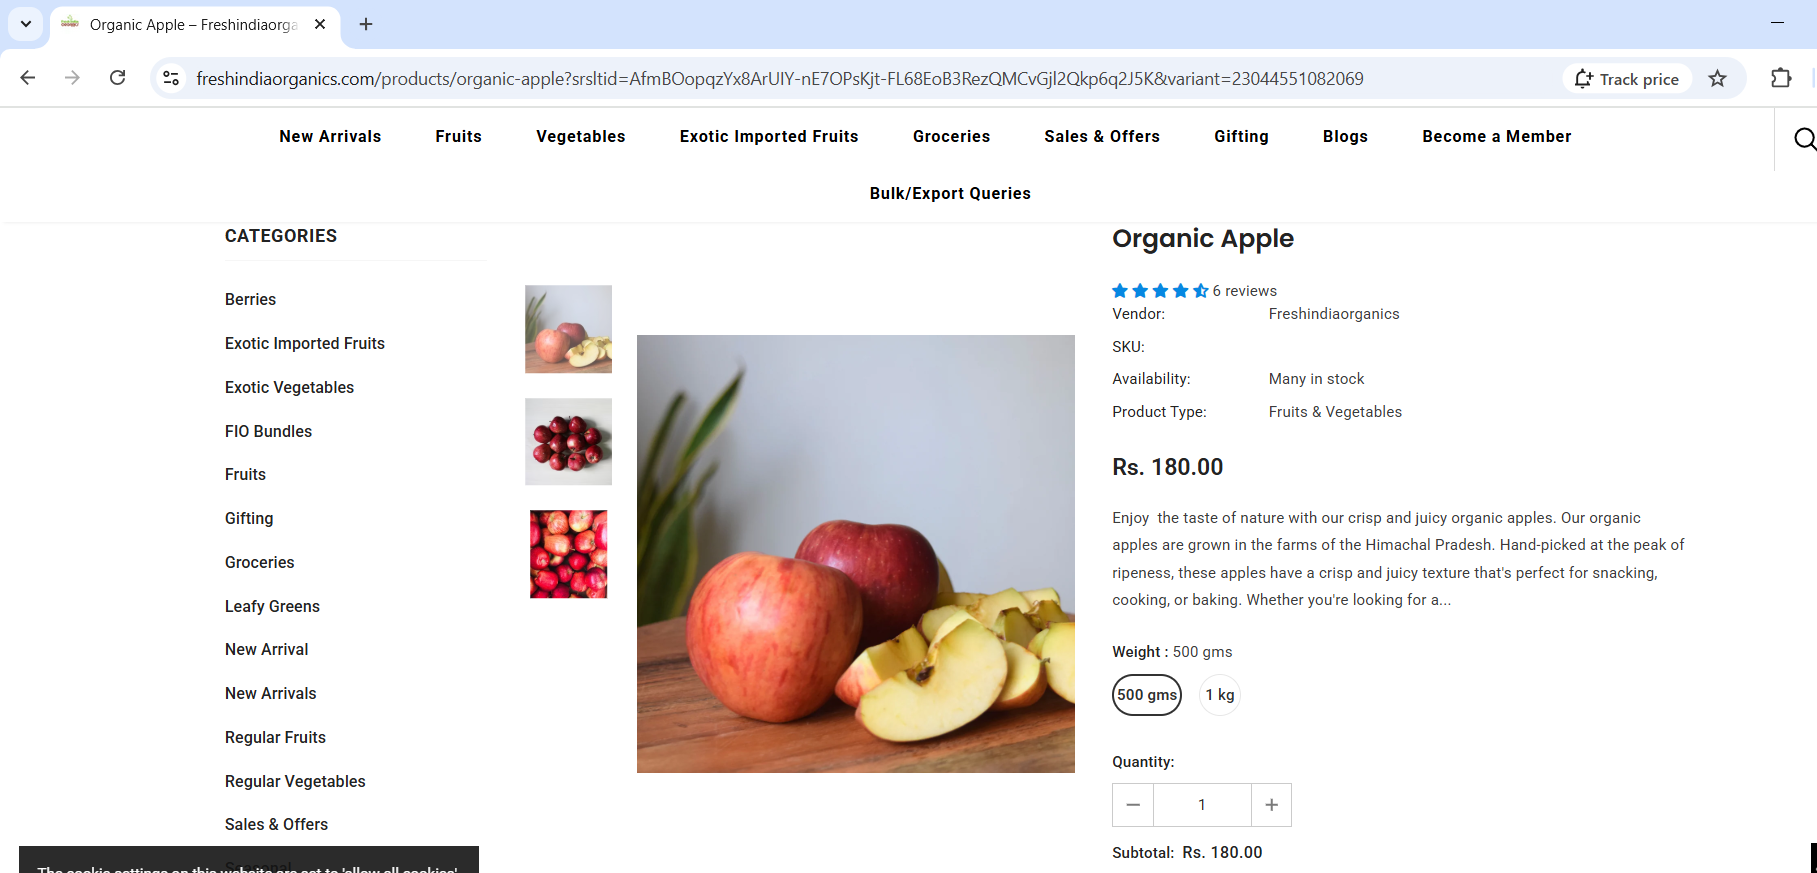 Organic Apple – Freshindiaorga
freshindiaorganics.com/products/organic-apple?srsltid=AfmBOopqzYx8ArUIY-nE7OPsKjt-FL68EoB3RezQMCvGjl2Qkp6q2J5K&variant=23044551082069
Track price
New Arrivals Fruits Vegetables Exotic Imported Fruits Groceries Sales & Offers Gifting Blogs Become a Member
Bulk/Export Queries
CATEGORIES
Berries
Exotic Imported Fruits
Exotic Vegetables
FIO Bundles
Fruits
Gifting
Groceries
Leafy Greens
New Arrival
New Arrivals
Regular Fruits
Regular Vegetables
Sales & Offers
Seasonal
The cookie settings on this website are set to 'allow all cookies'
Organic Apple
6 reviews
Vendor: Freshindiaorganics
SKU:
Availability: Many in stock
Product Type: Fruits & Vegetables
Rs. 180.00
Enjoy the taste of nature with our crisp and juicy organic apples. Our organic
apples are grown in the farms of the Himachal Pradesh. Hand-picked at the peak of
ripeness, these apples have a crisp and juicy texture that's perfect for snacking,
cooking, or baking. Whether you're looking for a...
Weight : 500 gms
500 gms 1 kg
Quantity:
1
Subtotal: Rs. 180.00